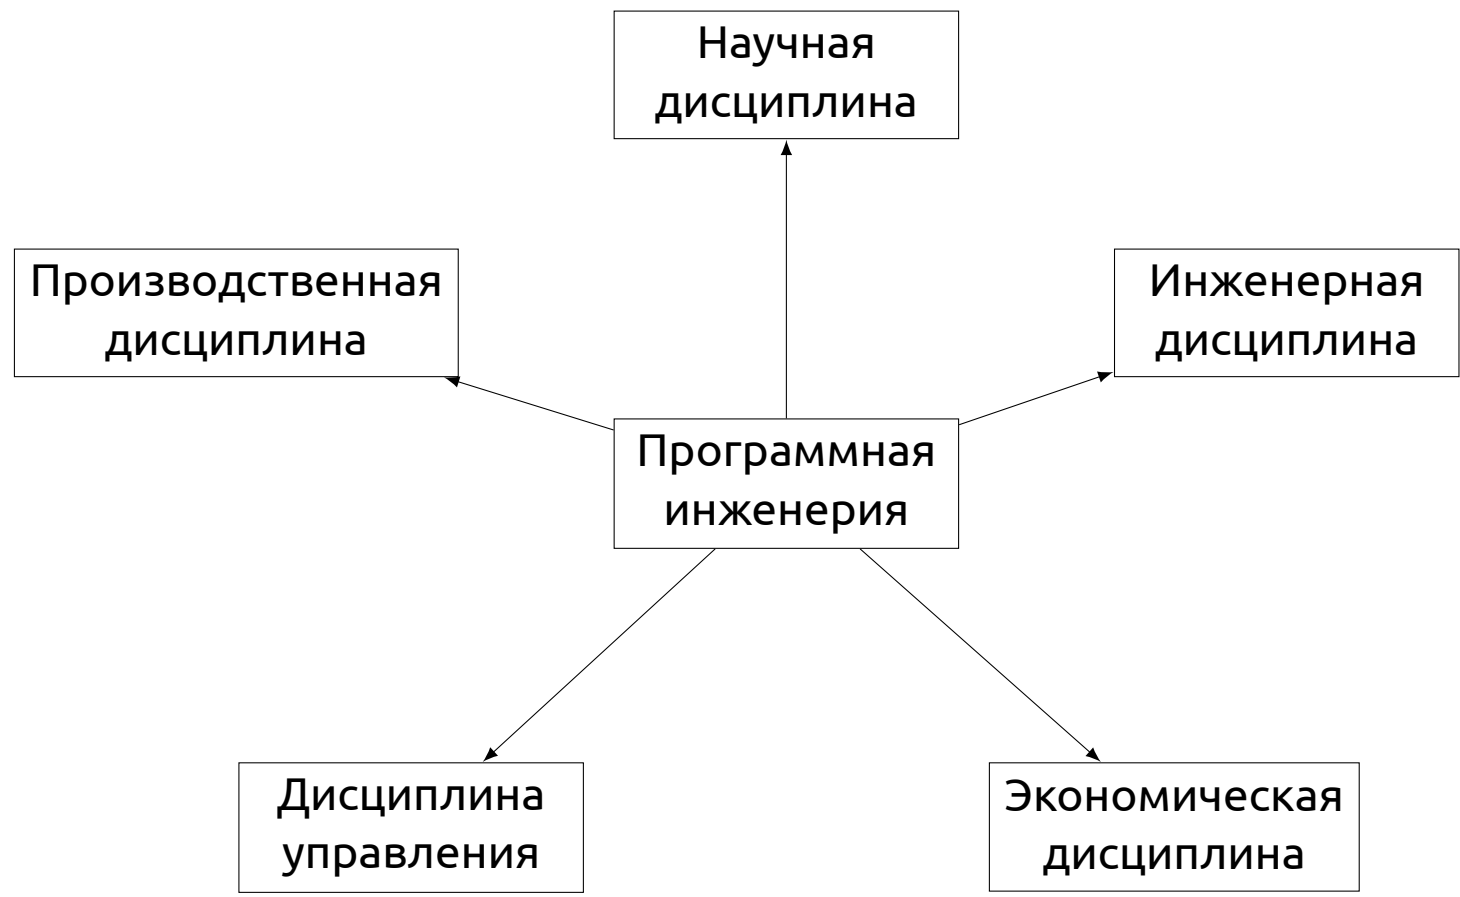 Научная
дисциплина
Производственная
дисциплина
Инженерная
дисциплина
Программная
инженерия
Дисциплина
управления
Экономическая
дисциплина